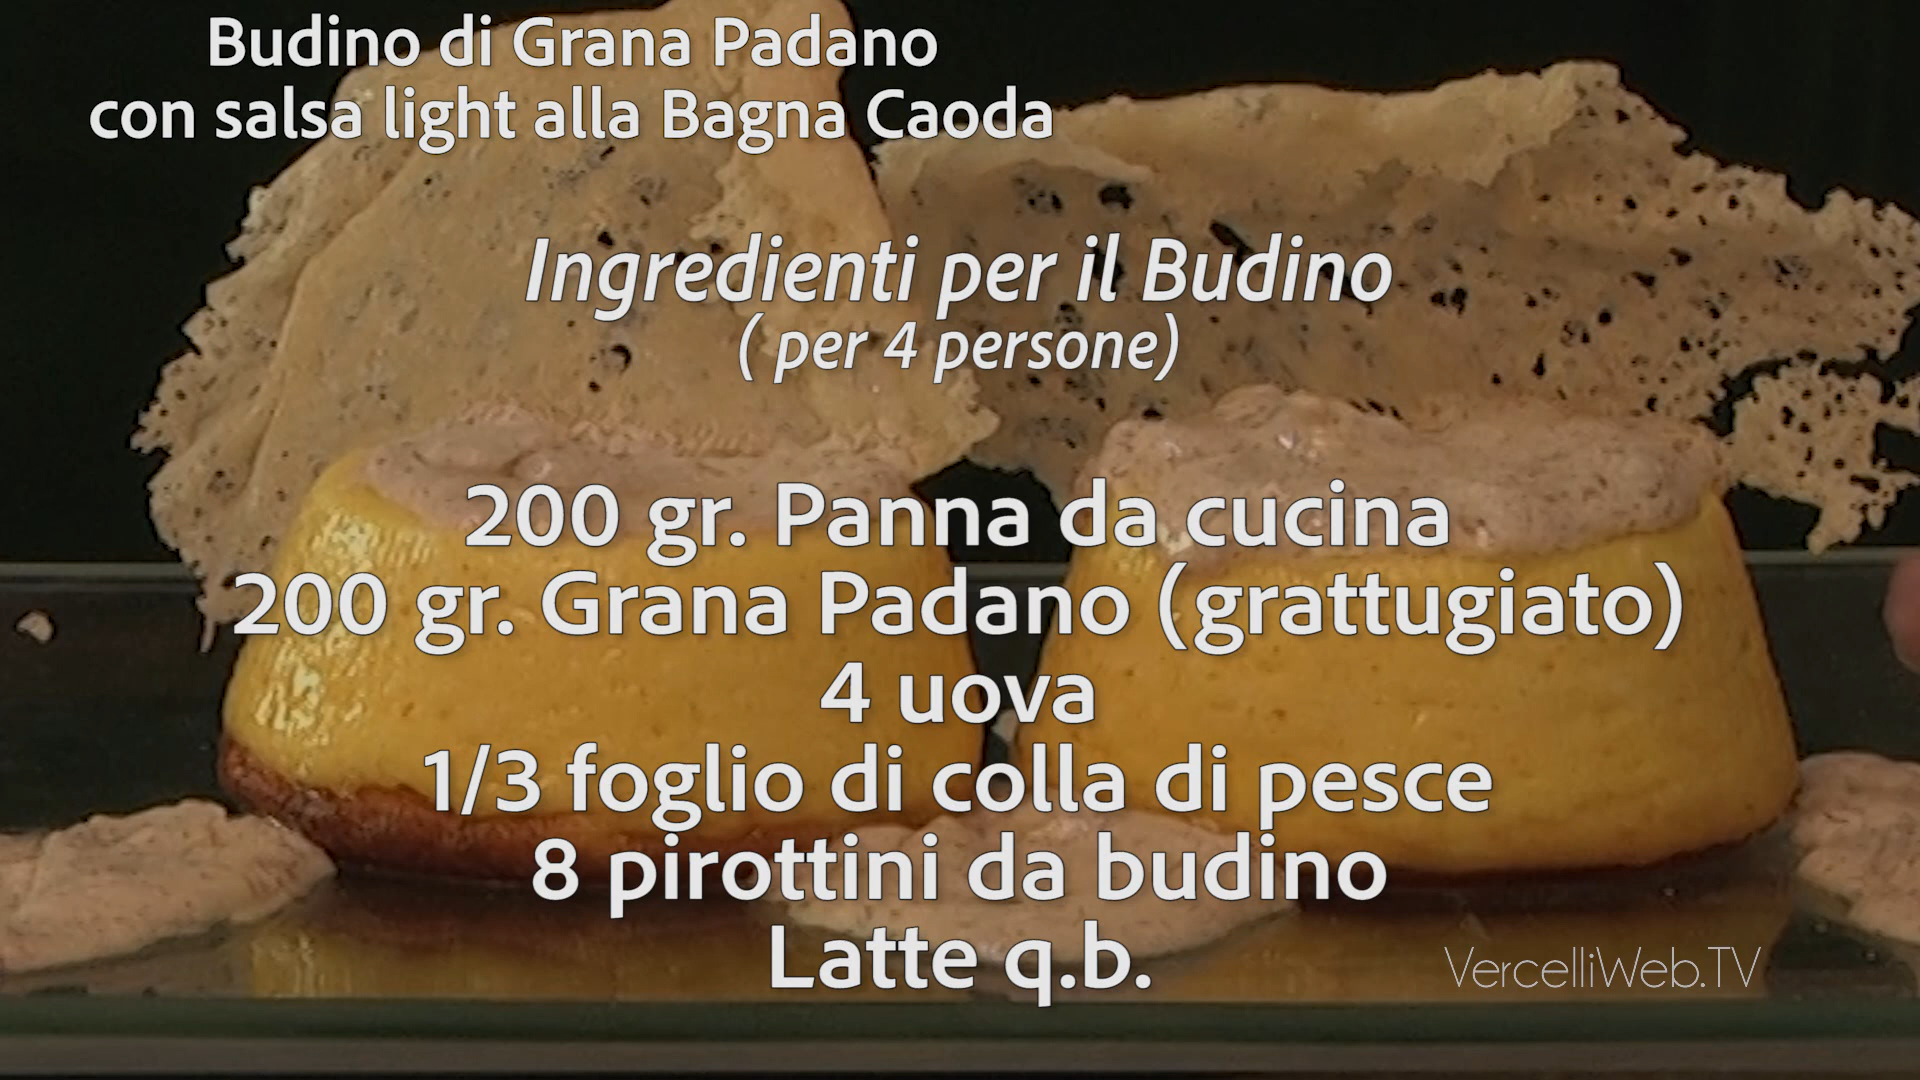 Budino di Grana Padano
con salsa light alla Bagna Caoda
Ingredienti per il Budino
( per 4 persone)
200 gr. Panna da cucina
200 gr. Grana Padano (grattugiato)
4 uova
1/3 foglio di colla di pesce
8 pirottini da budino
Latte q.b.
VercelliWeb.TV